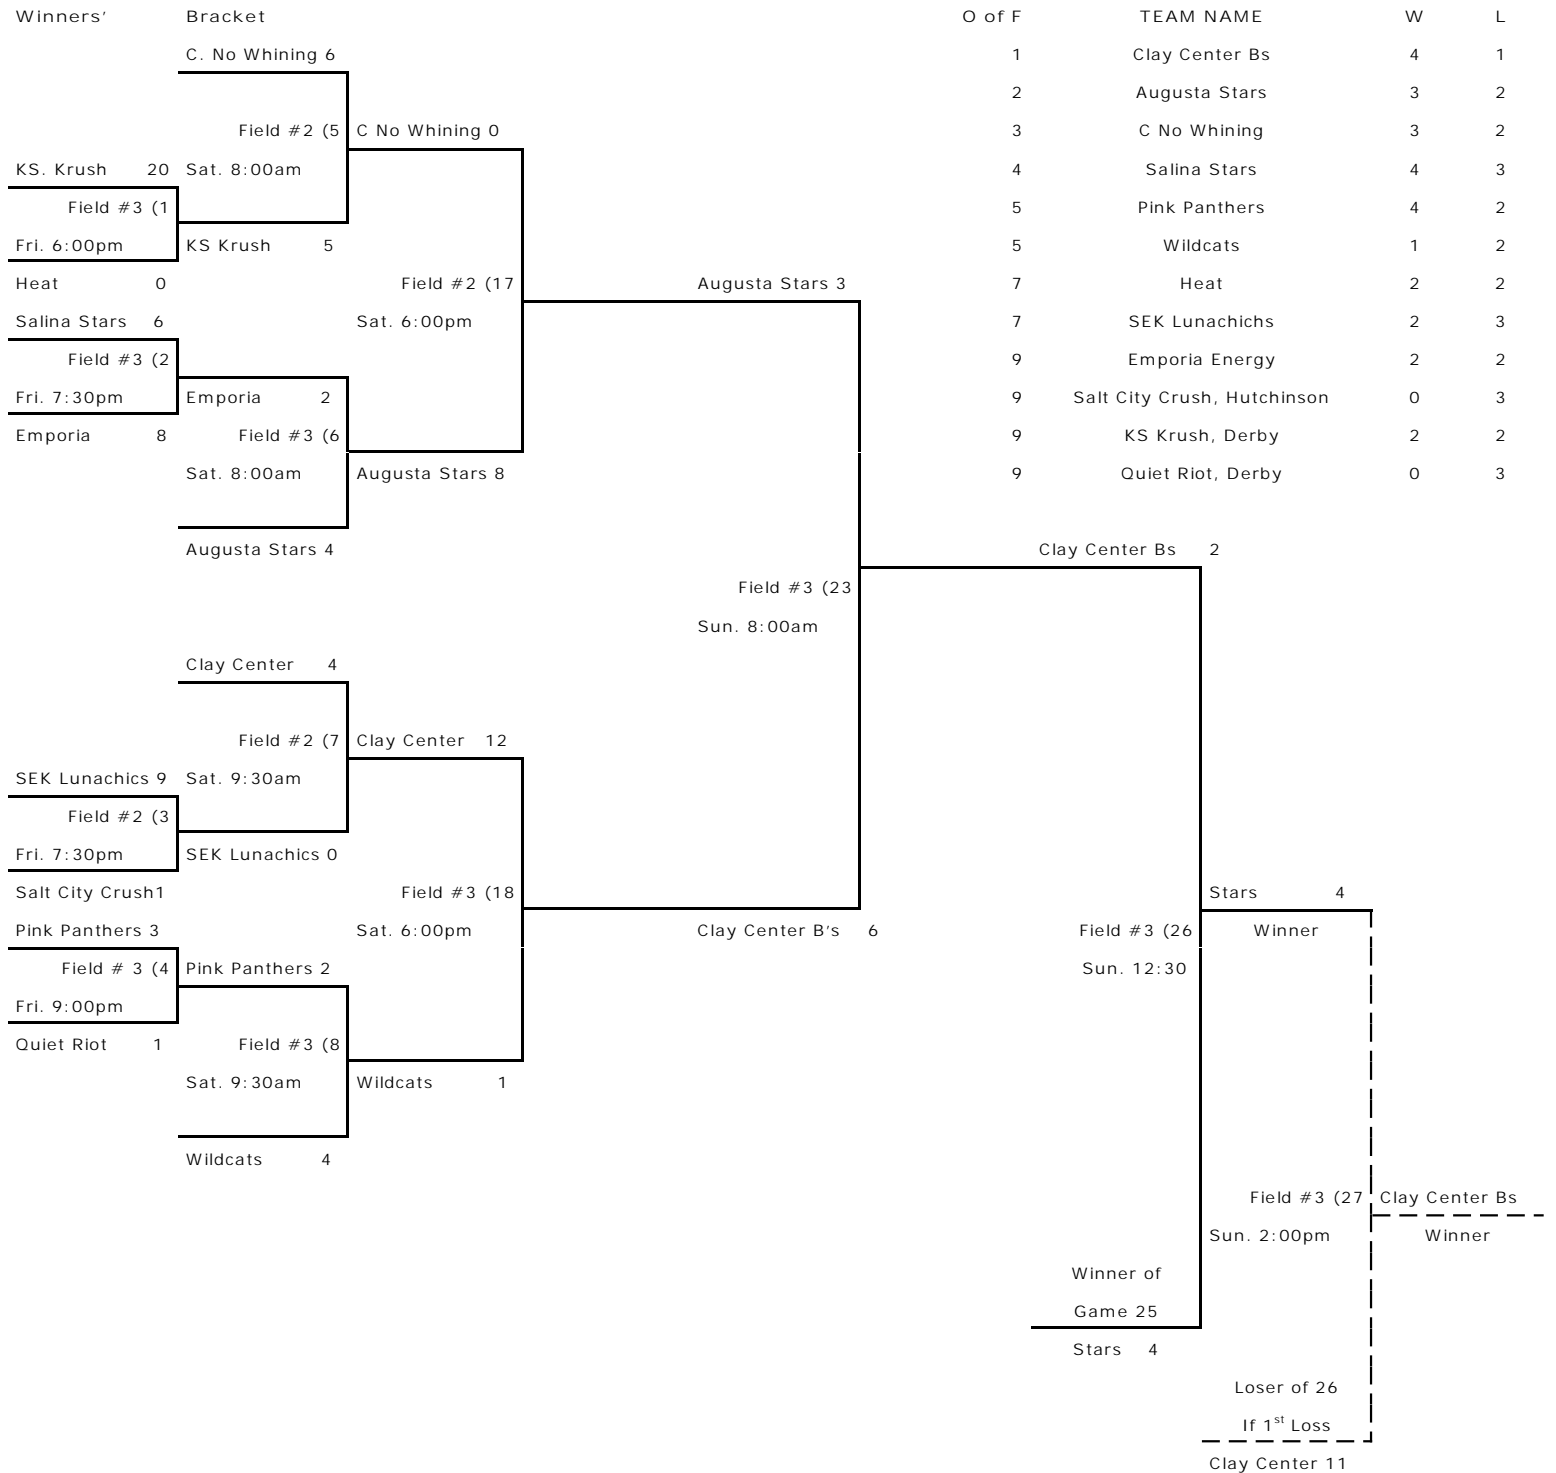 Winners' Bracket O of F TEAM NAME W L
C. No Whining 6 1 Clay Center Bs 4 1
2 Augusta Stars 3 2
Field #2 (5 C No Whining 0 3 C No Whining 3 2
KS. Krush 20 Sat. 8:00am 4 Salina Stars 4 3
Field #3 (1 5 Pink Panthers 4 2
Fri. 6:00pm KS Krush 5 5 Wildcats 1 2
Heat 0 Field #2 (17 Augusta Stars 3 7 Heat 2 2
Salina Stars 6 Sat. 6:00pm 7 SEK Lunachichs 2 3
Field #3 (2 9 Emporia Energy 2 2
Fri. 7:30pm Emporia 2 9 Salt City Crush, Hutchinson 0 3
Emporia 8 Field #3 (6 9 KS Krush, Derby 2 2
Sat. 8:00am Augusta Stars 8 9 Quiet Riot, Derby 0 3
Augusta Stars 4 Clay Center Bs 2
Field #3 (23
Sun. 8:00am
Clay Center 4
Field #2 (7 Clay Center 12
SEK Lunachics 9 Sat. 9:30am
Field #2 (3
Fri. 7:30pm SEK Lunachics 0
Salt City Crush1 Field #3 (18 Stars 4
Pink Panthers 3 Sat. 6:00pm Clay Center B's 6 Field #3 (26 Winner
Field # 3 (4 Pink Panthers 2 Sun. 12:30
Fri. 9:00pm
Quiet Riot 1 Field #3 (8
Sat. 9:30am Wildcats 1
Wildcats 4
Field #3 (27 Clay Center Bs
Sun. 2:00pm Winner
Winner of
Game 25
Stars 4
Loser of 26
If 1st Loss
Clay Center 11